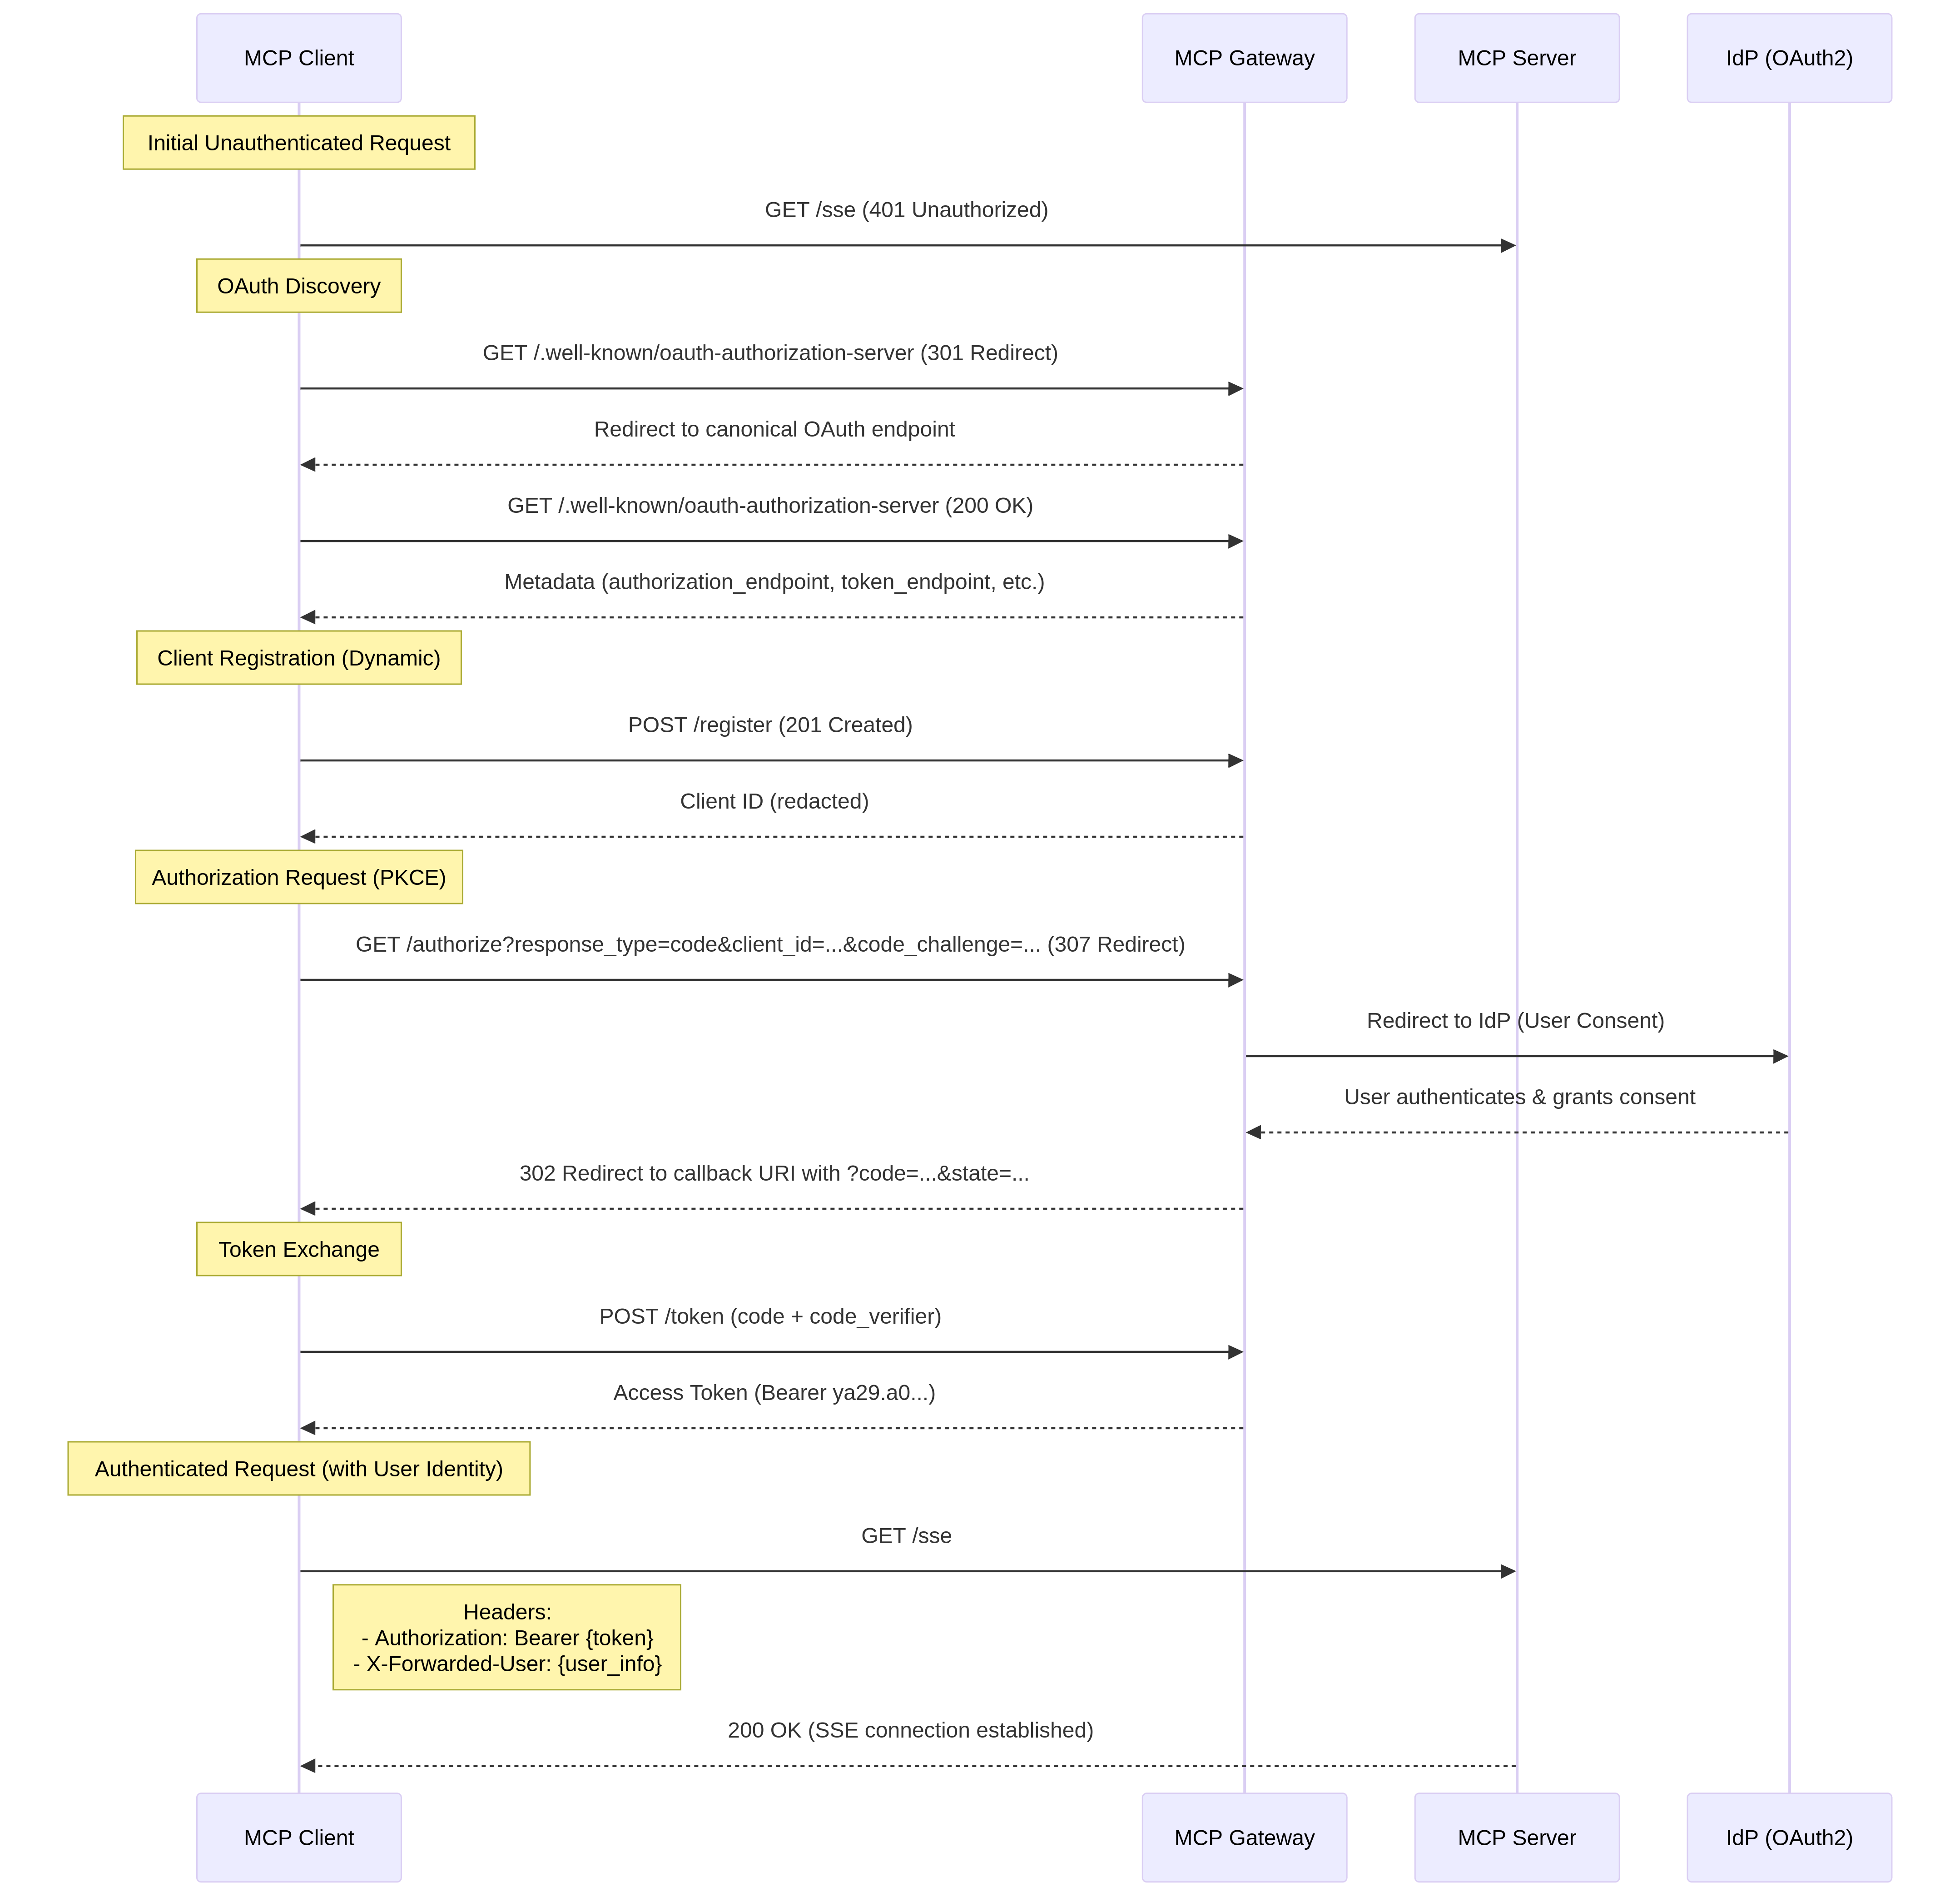 MCP Client
MCP Gateway
MCP Server
IdP (OAuth2)
Initial Unauthenticated Request
GET /sse (401 Unauthorized)
OAuth Discovery
GET /.well-known/oauth-authorization-server (301 Redirect)
Redirect to canonical OAuth endpoint
GET /.well-known/oauth-authorization-server (200 OK)
Metadata (authorization_endpoint, token_endpoint, etc.)
Client Registration (Dynamic)
POST /register (201 Created)
Client ID (redacted)
Authorization Request (PKCE)
GET /authorize?response_type=code&client_id=...&code_challenge=... (307 Redirect)
Redirect to IdP (User Consent)
User authenticates & grants consent
302 Redirect to callback URI with ?code=...&state=...
Token Exchange
POST /token (code + code_verifier)
Access Token (Bearer ya29.a0...)
Authenticated Request (with User Identity)
GET /sse
Headers:
- Authorization: Bearer {token}
- X-Forwarded-User: {user_info}
200 OK (SSE connection established)
MCP Client
MCP Gateway
MCP Server
IdP (OAuth2)